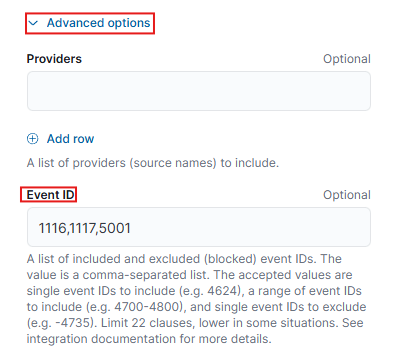 Advanced options
Providers Optional
Add row
A list of providers (source names) to include.
Event ID Optional
1116,1117,5001
A list of included and excluded (blocked) event IDs. The
value is a comma-separated list. The accepted values are
single event IDs to include (e.g. 4624), a range of event IDs
to include (e.g. 4700-4800), and single event IDs to exclude
(e.g. -4735). Limit 22 clauses, lower in some situations. See
integration documentation for more details.